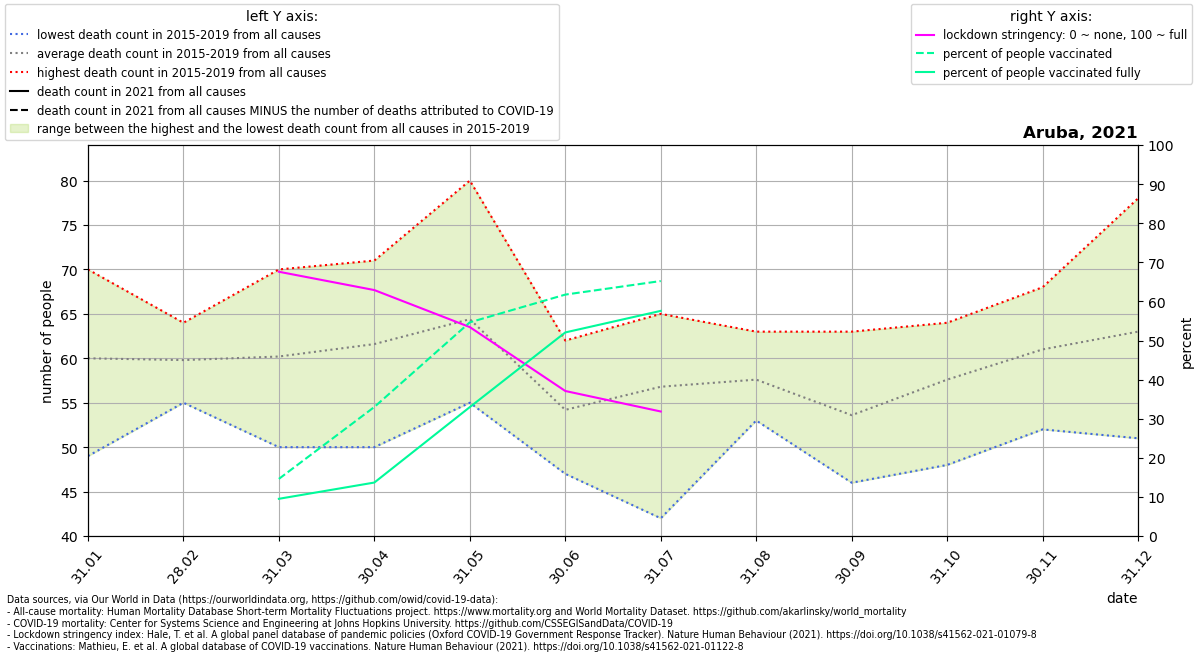 left Y axis:
lowest death count in 2015-2019 from all causes
average death count in 2015-2019 from all causes
highest death count in 2015-2019 from all causes
death count in 2021 from all causes
death count in 2021 from all causes MINUS the number of deaths attributed to COVID-19
range between the highest and the lowest death count from all causes in 2015-2019
right Y axis:
lockdown stringency: 0 ~ none, 100 ~ full
percent of people vaccinated
percent of people vaccinated fully
Aruba, 2021
number of people
80
75
70
65
60
55
50
45
40
100
90
80
70
60
50
40
30
20
10
0
percent
31.01
28.02
31.03
30.04
31.05
30.06
31.07
31.08
30.09
31.10
30.11
31.12
date
Data sources, via Our World in Data (https://ourworldindata.org, https://github.com/owid/covid-19-data):
- All-cause mortality: Human Mortality Database Short-term Mortality Fluctuations project. https://www.mortality.org and World Mortality Dataset. https://github.com/akarlinsky/world_mortality
- COVID-19 mortality: Center for Systems Science and Engineering at Johns Hopkins University. https://github.com/CSSEGISandData/COVID-19
- Lockdown stringency index: Hale, T. et al. A global panel database of pandemic policies (Oxford COVID-19 Government Response Tracker). Nature Human Behaviour (2021). https://doi.org/10.1038/s41562-021-01079-8
- Vaccinations: Mathieu, E. et al. A global database of COVID-19 vaccinations. Nature Human Behaviour (2021). https://doi.org/10.1038/s41562-021-01122-8